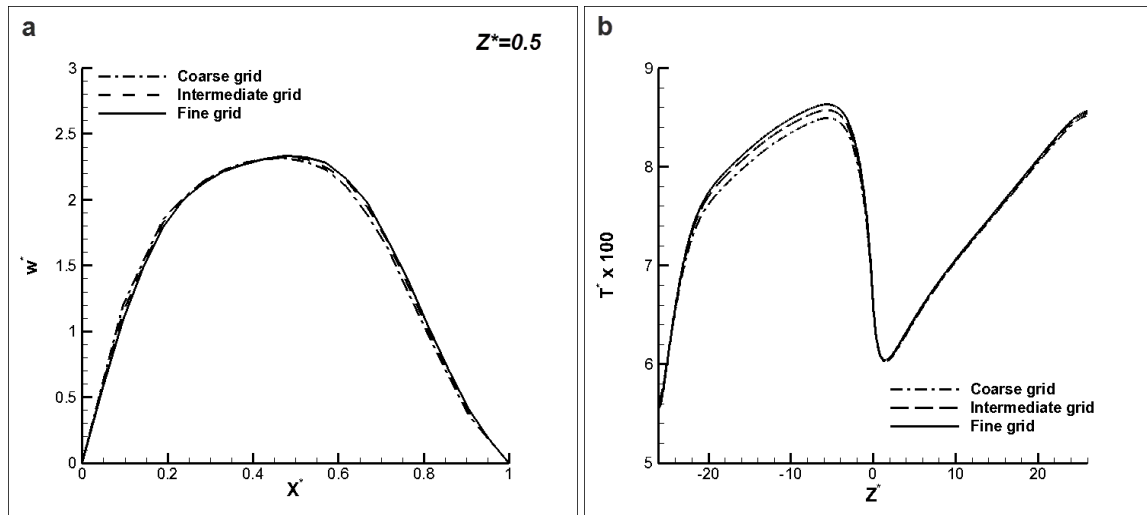 a
Z*=0.5
3
2.5
2
1.5
1
0.5
0
w*
Coarse grid
Intermediate grid
Fine grid
0
0.2
0.4
0.6
0.8
1
X*
b
9
8
7
6
5
T* x 100
Coarse grid
Intermediate grid
Fine grid
-20
-10
0
10
20
Z*